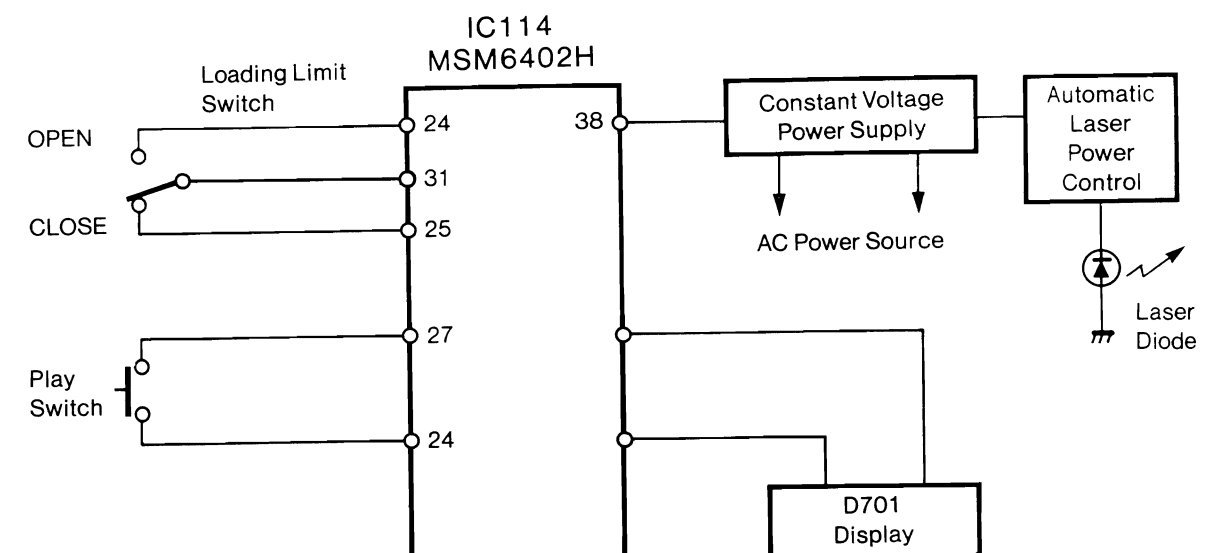 IC114
MSM6402H
Loading Limit
Switch
OPEN
CLOSE
24
31
25
38
Constant Voltage
Power Supply
AC Power Source
Automatic
Laser
Power
Control
Laser
Diode
Play
Switch
27
24
D701
Display